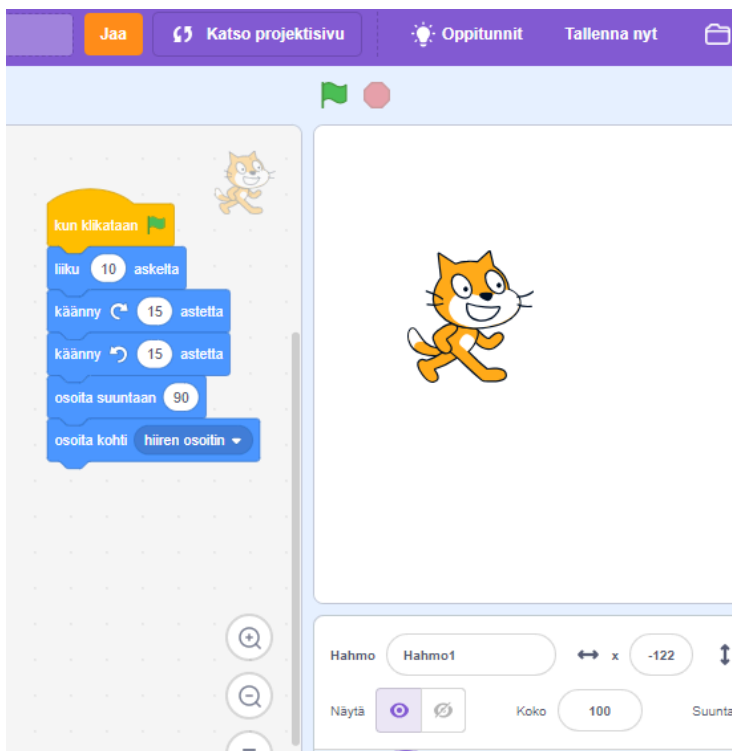 Jaa
Katso projektisivu
Oppitunnit
Tallenna nyt
kun klikataan
liiku 10 askelta
käänny 15 astetta
käänny 15 astetta
osoita suuntaan 90
osoita kohti hiiren osoitin
Hahmo Hahmo1 x -122
Näytä Koko 100